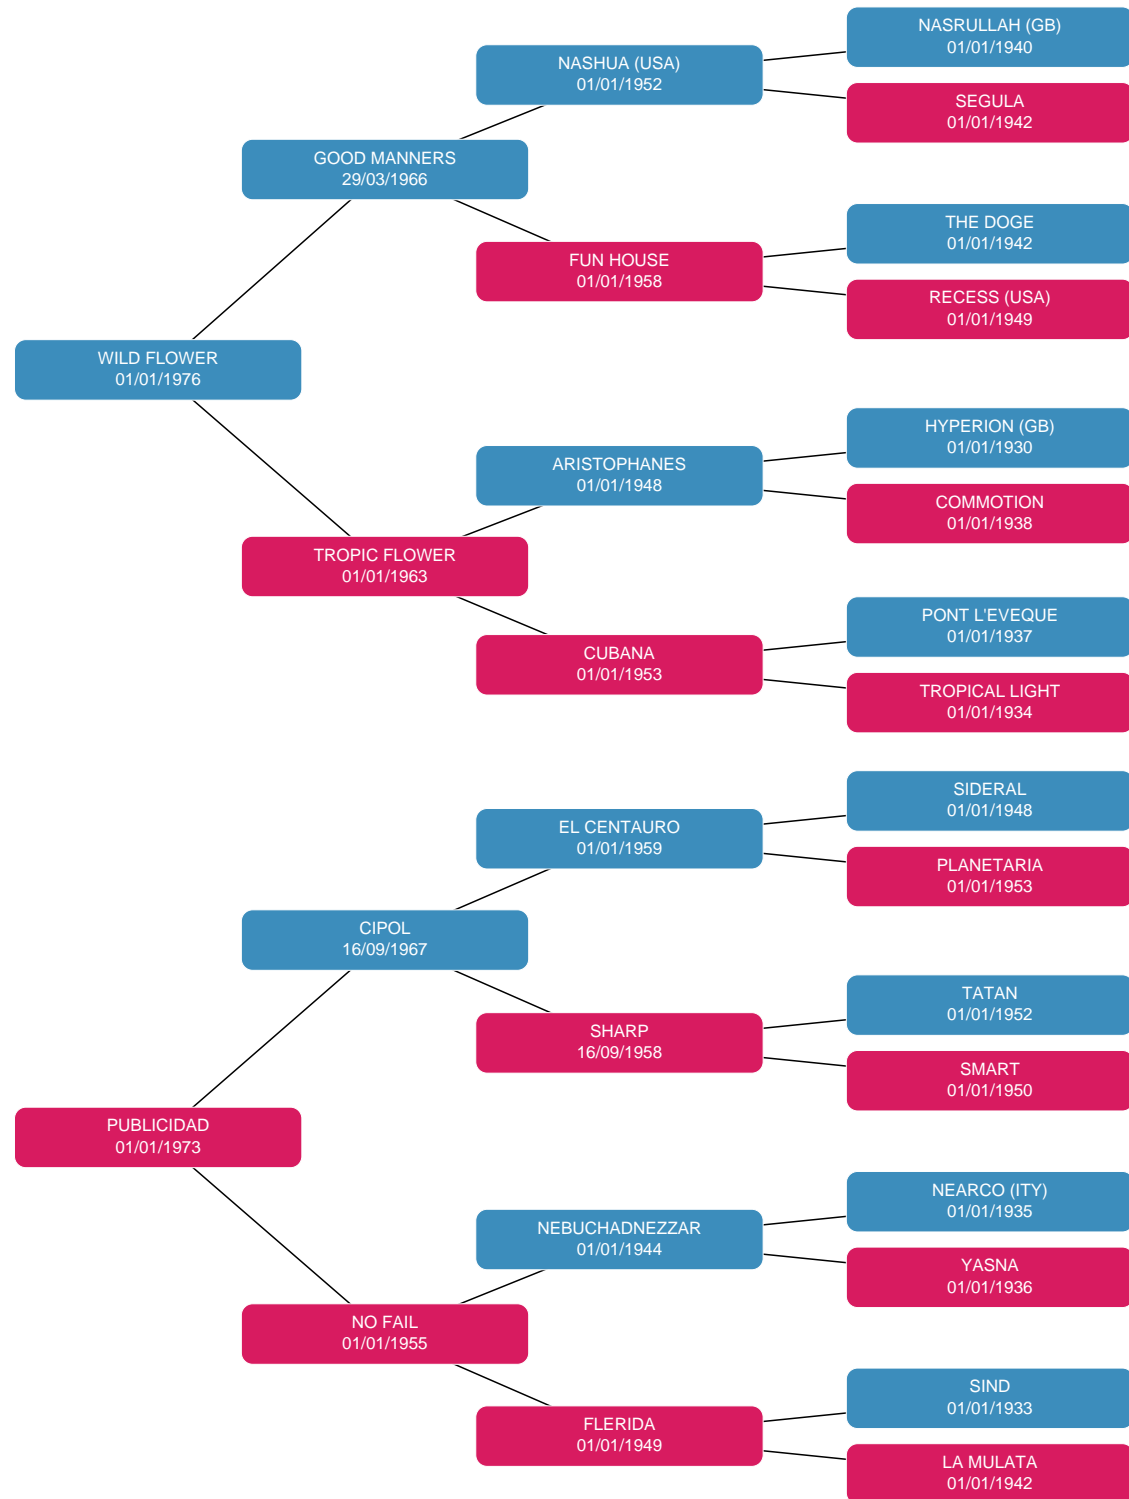 NASRULLAH (GB)
01/01/1940
NASHUA (USA)
01/01/1952
SEGULA
01/01/1942
GOOD MANNERS
29/03/1966
THE DOGE
01/01/1942
FUN HOUSE
01/01/1958
RECESS (USA)
01/01/1949
WILD FLOWER
01/01/1976
HYPERION (GB)
01/01/1930
ARISTOPHANES
01/01/1948
COMMOTION
01/01/1938
TROPIC FLOWER
01/01/1963
PONT L'EVEQUE
01/01/1937
CUBANA
01/01/1953
TROPICAL LIGHT
01/01/1934
SIDERAL
01/01/1948
EL CENTAURO
01/01/1959
PLANETARIA
01/01/1953
CIPOL
16/09/1967
TATAN
01/01/1952
SHARP
16/09/1958
SMART
01/01/1950
PUBLICIDAD
01/01/1973
NEARCO (ITY)
01/01/1935
NEBUCHADNEZZAR
01/01/1944
YASNA
01/01/1936
NO FAIL
01/01/1955
SIND
01/01/1933
FLERIDA
01/01/1949
LA MULATA
01/01/1942